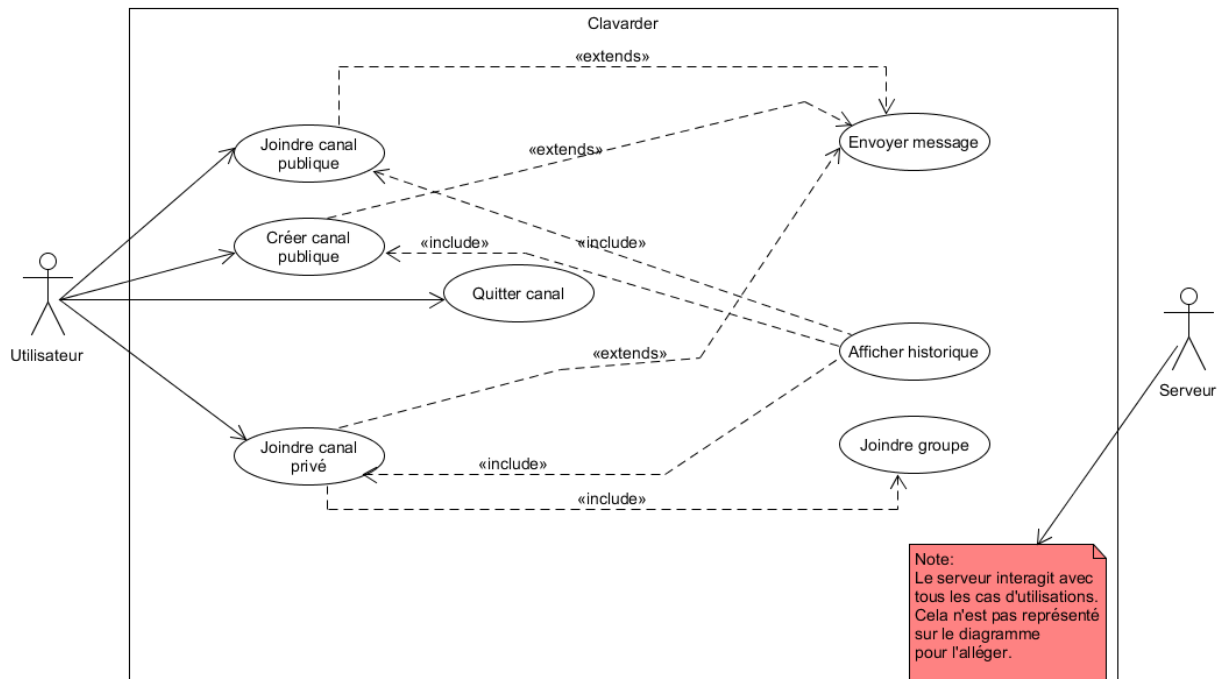 Clavarder
«extends»
Joindre canal
publique
Envoyer message
«extends»
Créer canal
publique
«include»
«include»
Quitter canal
Utilisateur
«extends»
Afficher historique
Serveur
Joindre canal
privé
Joindre groupe
«include»
«include»
Note:
Le serveur interagit avec
tous les cas d'utilisations.
Cela n'est pas représenté
sur le diagramme
pour l'alléger.